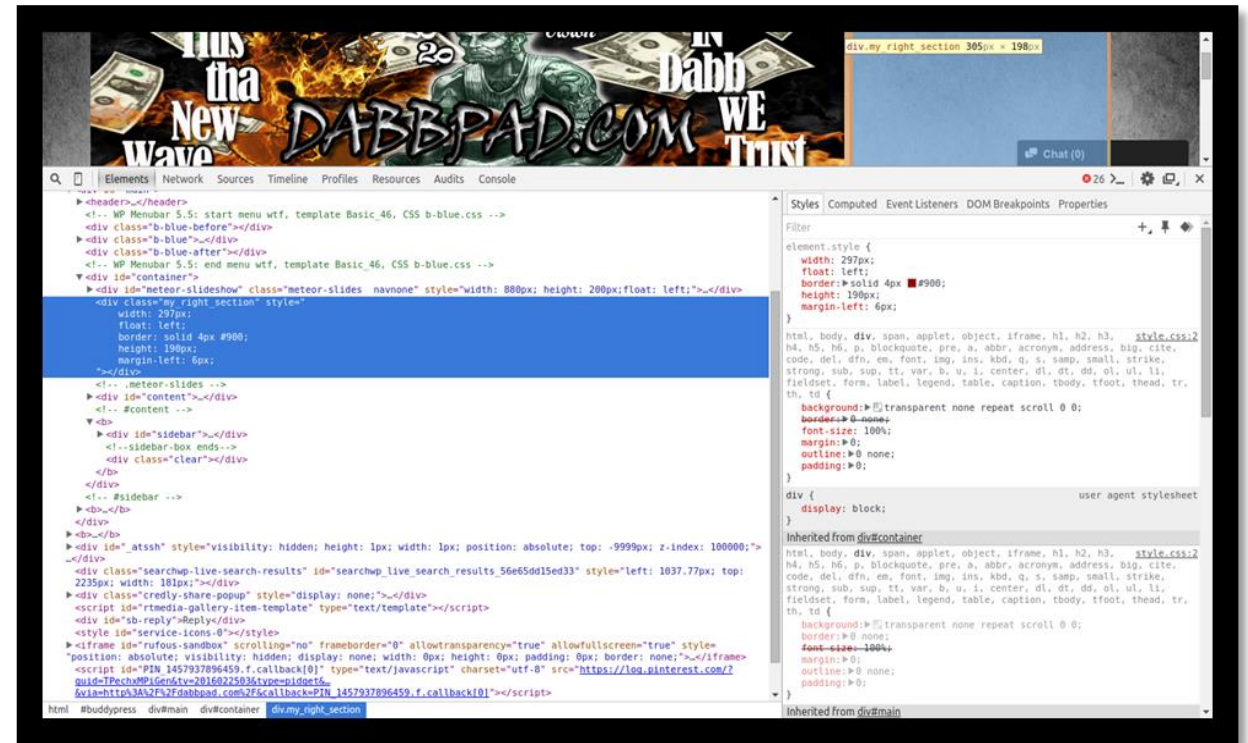 This
tha
New
Wave
20
20
Crown
IN
Dabb
WE
Trust
DABBPAD.COM
div.my_right_section 305px × 198px
Chat (0)
Elements Network Sources Timeline Profiles Resources Audits Console
26
<header>…</header>
<!-- WP Menubar 5.5: start menu wtf, template Basic_46, CSS b-blue.css -->
<div class="b-blue-before"></div>
<div class="b-blue">…</div>
<div class="b-blue-after"></div>
<!-- WP Menubar 5.5: end menu wtf, template Basic_46, CSS b-blue.css -->
<div id="container">
<div id="meteor-slideshow" class="meteor-slides  navnone" style="width: 880px; height: 200px;float: left;">…</div>
<div class="my_right_section" style="
width: 297px;
float: left;
border: solid 4px #900;
height: 190px;
margin-left: 6px;
"></div>
<!-- .meteor-slides -->
<div id="content">…</div>
<!-- #content -->
<b>
<div id="sidebar">…</div>
<!--sidebar-box ends-->
<div class="clear"></div>
</b>
</div>
<!-- #sidebar -->
<b>…</b>
</div>
<b>…</b>
<div id="_atssh" style="visibility: hidden; height: 1px; width: 1px; position: absolute; top: -9999px; z-index: 100000;">
…</div>
<div class="searchwp-live-search-results" id="searchwp_live_search_results_56e65dd15ed33" style="left: 1037.77px; top:
2235px; width: 181px;"></div>
<div class="credly-share-popup" style="display: none;">…</div>
<script id="rtmedia-gallery-item-template" type="text/template"></script>
<div id="sb-reply">Reply</div>
<style id="service-icons-0"></style>
<iframe id="rufous-sandbox" scrolling="no" frameborder="0" allowtransparency="true" allowfullscreen="true" style=
"position: absolute; visibility: hidden; display: none; width: 0px; height: 0px; padding: 0px; border: none;">…</iframe>
<script id="PIN_1457937896459.f.callback[0]" type="text/javascript" charset="utf-8" src="https://log.pinterest.com/?
guid=TPechxMPiGen&tv=2016022503&type=pidget&…
&via=http%3A%2F%2Fdabbpad.com%2F&callback=PIN_1457937896459.f.callback[0]"></script>
html #buddypress div#main div#container div.my_right_section
Styles Computed Event Listeners DOM Breakpoints Properties
Filter
element.style {
width: 297px;
float: left;
border: solid 4px #900;
height: 190px;
margin-left: 6px;
}
html, body, div, span, applet, object, iframe, h1, h2, h3, style.css:2
h4, h5, h6, p, blockquote, pre, a, abbr, acronym, address, big, cite,
code, del, dfn, em, font, img, ins, kbd, q, s, samp, small, strike,
strong, sub, sup, tt, var, b, u, i, center, dl, dt, dd, ol, ul, li,
fieldset, form, label, legend, table, caption, tbody, tfoot, thead, tr,
th, td {
background: transparent none repeat scroll 0 0;
border: 0 none;
font-size: 100%;
margin: 0;
outline: 0 none;
padding: 0;
}
div { user agent stylesheet
display: block;
}
Inherited from div#container
html, body, div, span, applet, object, iframe, h1, h2, h3, style.css:2
h4, h5, h6, p, blockquote, pre, a, abbr, acronym, address, big, cite,
code, del, dfn, em, font, img, ins, kbd, q, s, samp, small, strike,
strong, sub, sup, tt, var, b, u, i, center, dl, dt, dd, ol, ul, li,
fieldset, form, label, legend, table, caption, tbody, tfoot, thead, tr,
th, td {
background: transparent none repeat scroll 0 0;
border: 0 none;
font-size: 100%;
margin: 0;
outline: 0 none;
padding: 0;
}
Inherited from div#main